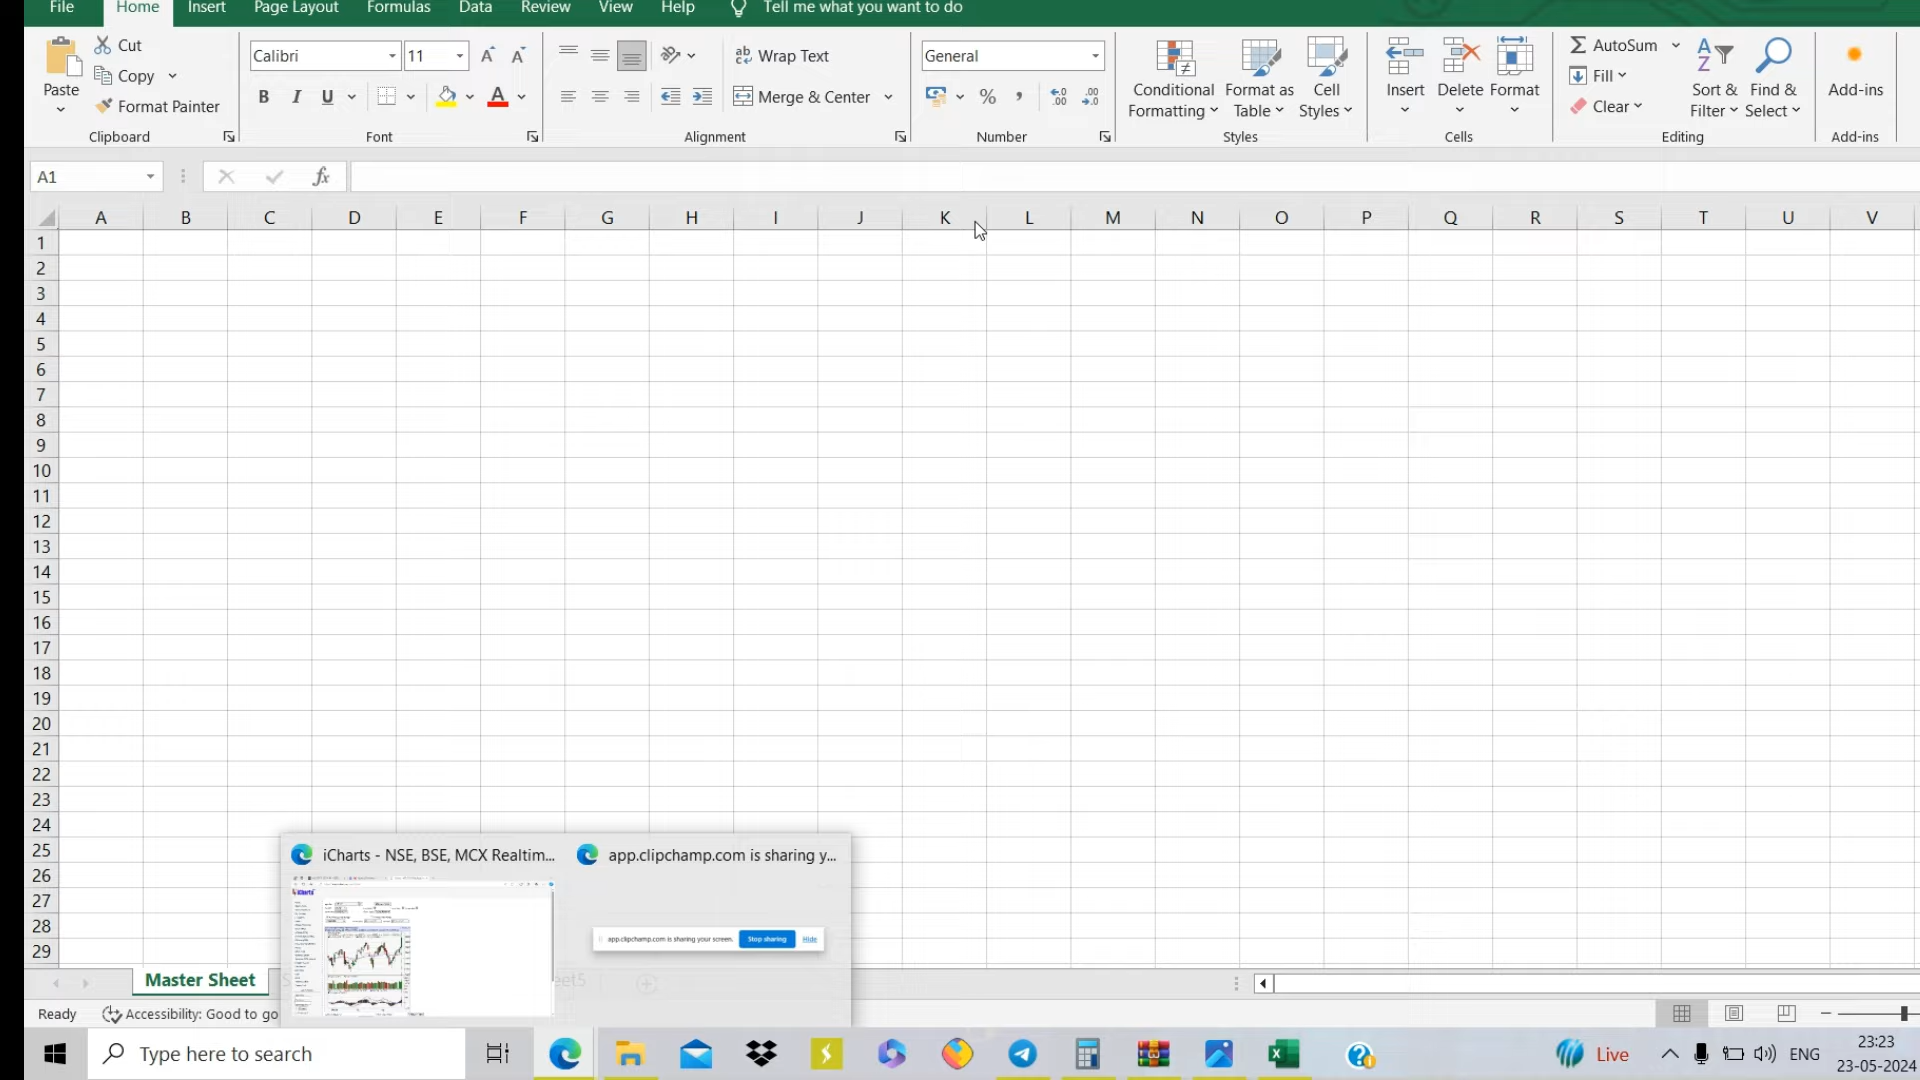 File Home Insert Page Layout Formulas Data Review View Help Tell me what you want to do
Paste
Cut
Copy
Format Painter
Clipboard
Calibri 11
B I U A
Font
ab Wrap Text
Merge & Center
Alignment
General
% , .00 .0
Number
Conditional Formatting
Format as Table
Cell Styles
Styles
Insert Delete Format
Cells
AutoSum
Fill
Clear
Sort & Filter
Find & Select
Editing
Add-ins
Add-ins
A1 fx
A B C D E F G H I J K L M N O P Q R S T U V
1
2
3
4
5
6
7
8
9
10
11
12
13
14
15
16
17
18
19
20
21
22
23
24
25
26
27
28
29
iCharts - NSE, BSE, MCX Realtim...
app.clipchamp.com is sharing y...
app.clipchamp.com is sharing your screen. Stop sharing Hide
Master Sheet eet5
Ready Accessibility: Good to go
Type here to search
Live ENG
23:23
23-05-2024